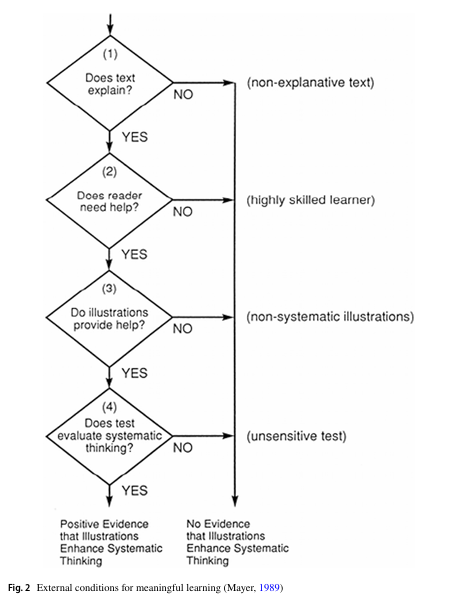 (1)
Does text
explain?
NO
(non-explanative text)
YES
(2)
Does reader
need help?
NO
(highly skilled learner)
YES
(3)
Do illustrations
provide help?
NO
(non-systematic illustrations)
YES
(4)
Does test
evaluate systematic
thinking?
NO
(unsensitive test)
YES
Positive Evidence
that Illustrations
Enhance Systematic
Thinking
No Evidence
that Illustrations
Enhance Systematic
Thinking
Fig. 2 External conditions for meaningful learning (Mayer, 1989)